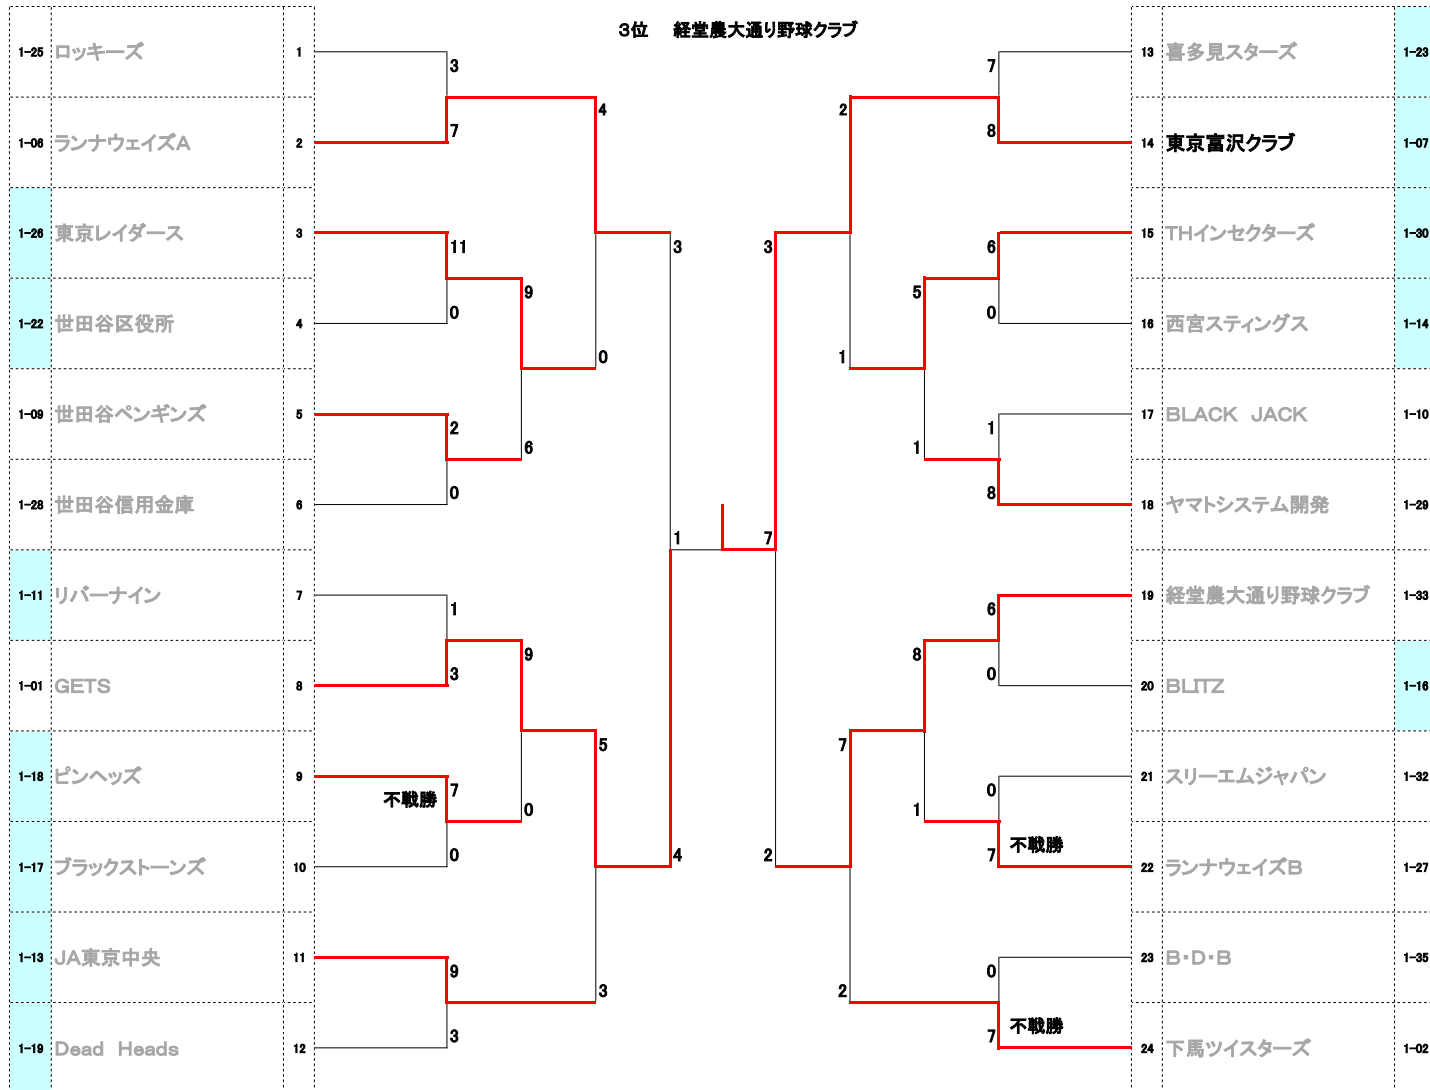 3位 経堂農大通り野球クラブ
1-25 ロッキーズ 1
3
4
7
1-06 ランナウェイズA 2
1-26 東京レイダース 3
11
3
9
0
1-22 世田谷区役所 4
0
1-09 世田谷ペンギンズ 5
2
6
0
1-28 世田谷信用金庫 6
1
1-11 リバーナイン 7
1
9
3
1-01 GETS 8
5
1-18 ピンヘッズ 9
7
不戦勝
0
0
4
1-17 ブラックストーンズ 10
1-13 JA東京中央 11
9
3
3
1-19 Dead Heads 12
13 喜多見スターズ 1-23
7
2
8
14 東京富沢クラブ 1-07
15 THインセクターズ 1-30
6
3
5
0
16 西宮スティングス 1-14
1
17 BLACK JACK 1-10
1
1
8
18 ヤマトシステム開発 1-29
7
19 経堂農大通り野球クラブ 1-33
6
8
0
20 BLITZ 1-16
7
21 スリーエムジャパン 1-32
0
1
不戦勝
7
2
22 ランナウェイズB 1-27
23 B・D・B 1-35
0
2
不戦勝
7
24 下馬ツイスターズ 1-02